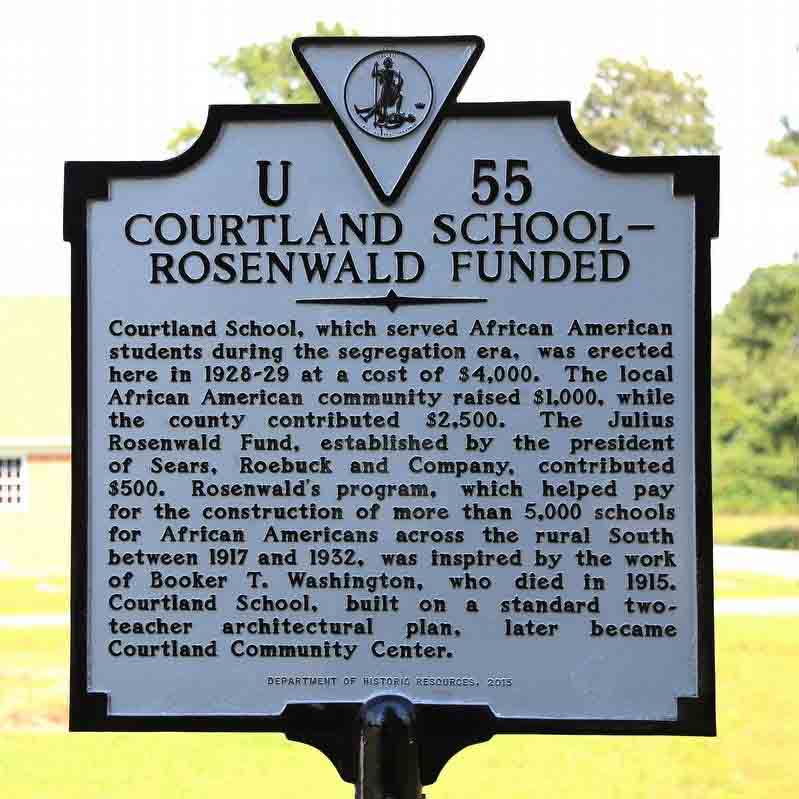 U 55
COURTLAND SCHOOL–
ROSENWALD FUNDED
Courtland School, which served African American
students during the segregation era, was erected
here in 1928-29 at a cost of $4,000. The local
African American community raised $1,000, while
the county contributed $2,500. The Julius
Rosenwald Fund, established by the president
of Sears, Roebuck and Company, contributed
$500. Rosenwald's program, which helped pay
for the construction of more than 5,000 schools
for African Americans across the rural South
between 1917 and 1932, was inspired by the work
of Booker T. Washington, who died in 1915.
Courtland School, built on a standard two-
teacher architectural plan, later became
Courtland Community Center.
DEPARTMENT OF HISTORIC RESOURCES, 2015